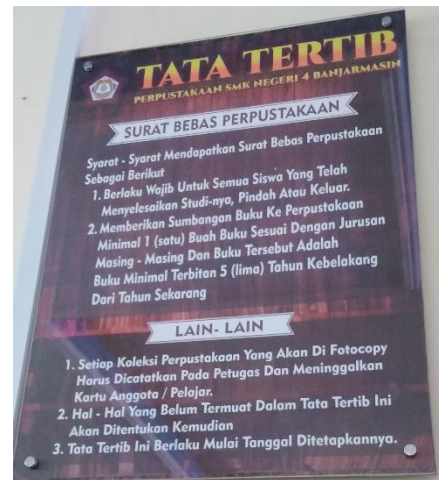 TATA TERTIB
PERPUSTAKAAN SMK NEGERI 4 BANJARMASIN
SURAT BEBAS PERPUSTAKAAN
Syarat - Syarat Mendapatkan Surat Bebas Perpustakaan
Sebagai Berikut
1. Berlaku Wajib Untuk Semua Siswa Yang Telah
Menyelesaikan Studi-nya, Pindah Atau Keluar.
2. Memberikan Sumbangan Buku Ke Perpustakaan
Minimal 1 (satu) Buah Buku Sesuai Dengan Jurusan
Masing - Masing Dan Buku Tersebut Adalah
Buku Minimal Terbitan 5 (lima) Tahun Kebelakang
Dari Tahun Sekarang
LAIN- LAIN
1. Setiap Koleksi Perpustakaan Yang Akan Di Fotocopy
Harus Dicatatkan Pada Petugas Dan Meninggalkan
Kartu Anggota / Pelajar.
2. Hal - Hal Yang Belum Termuat Dalam Tata Tertib Ini
Akan Ditentukan Kemudian
3. Tata Tertib Ini Berlaku Mulai Tanggal Ditetapkannya.